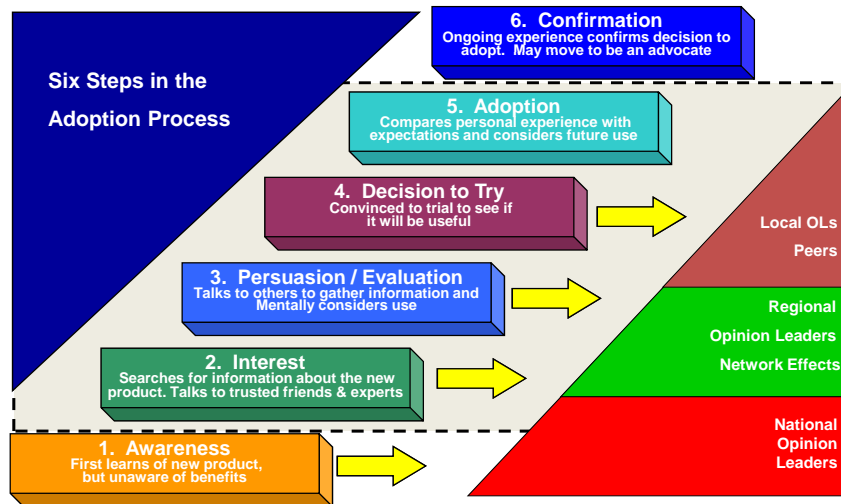 Six Steps in the
Adoption Process
6. Confirmation
Ongoing experience confirms decision to
adopt. May move to be an advocate
5. Adoption
Compares personal experience with
expectations and considers future use
4. Decision to Try
Convinced to trial to see if
it will be useful
3. Persuasion / Evaluation
Talks to others to gather information and
Mentally considers use
2. Interest
Searches for information about the new
product. Talks to trusted friends & experts
1. Awareness
First learns of new product,
but unaware of benefits
Local OLs
Peers
Regional
Opinion Leaders
Network Effects
National
Opinion
Leaders